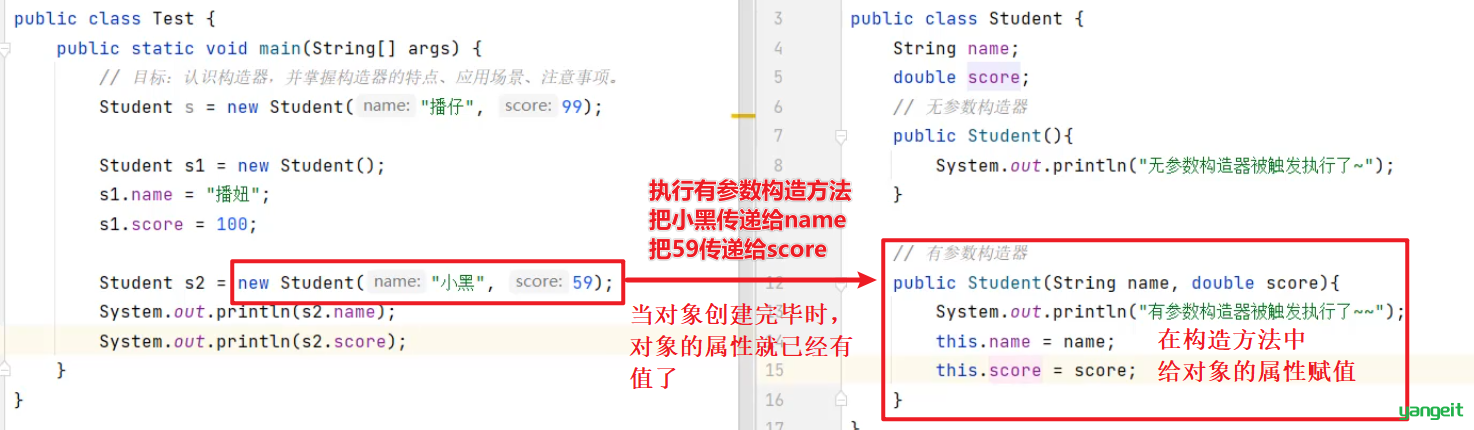 public class Test {
public static void main(String[] args) {
// 目标：认识构造器，并掌握构造器的特点、应用场景、注意事项。
Student s = new Student( name: "播仔", score: 99);
Student s1 = new Student();
s1.name = "播妞";
s1.score = 100;
Student s2 = new Student( name: "小黑", score: 59);
System.out.println(s2.name);
System.out.println(s2.score);
}
}
执行有参数构造方法
把小黑传递给name
把59传递给score
当对象创建完毕时，
对象的属性就已经有
值了
3 public class Student {
4 String name;
5 double score;
6 // 无参数构造器
7 public Student(){
8 System.out.println("无参数构造器被触发执行了~");
}
// 有参数构造器
12 public Student(String name, double score){
System.out.println("有参数构造器被触发执行了~~");
this.name = name;
15 this.score = score;
16 }
17 }
在构造方法中
给对象的属性赋值
yangeit